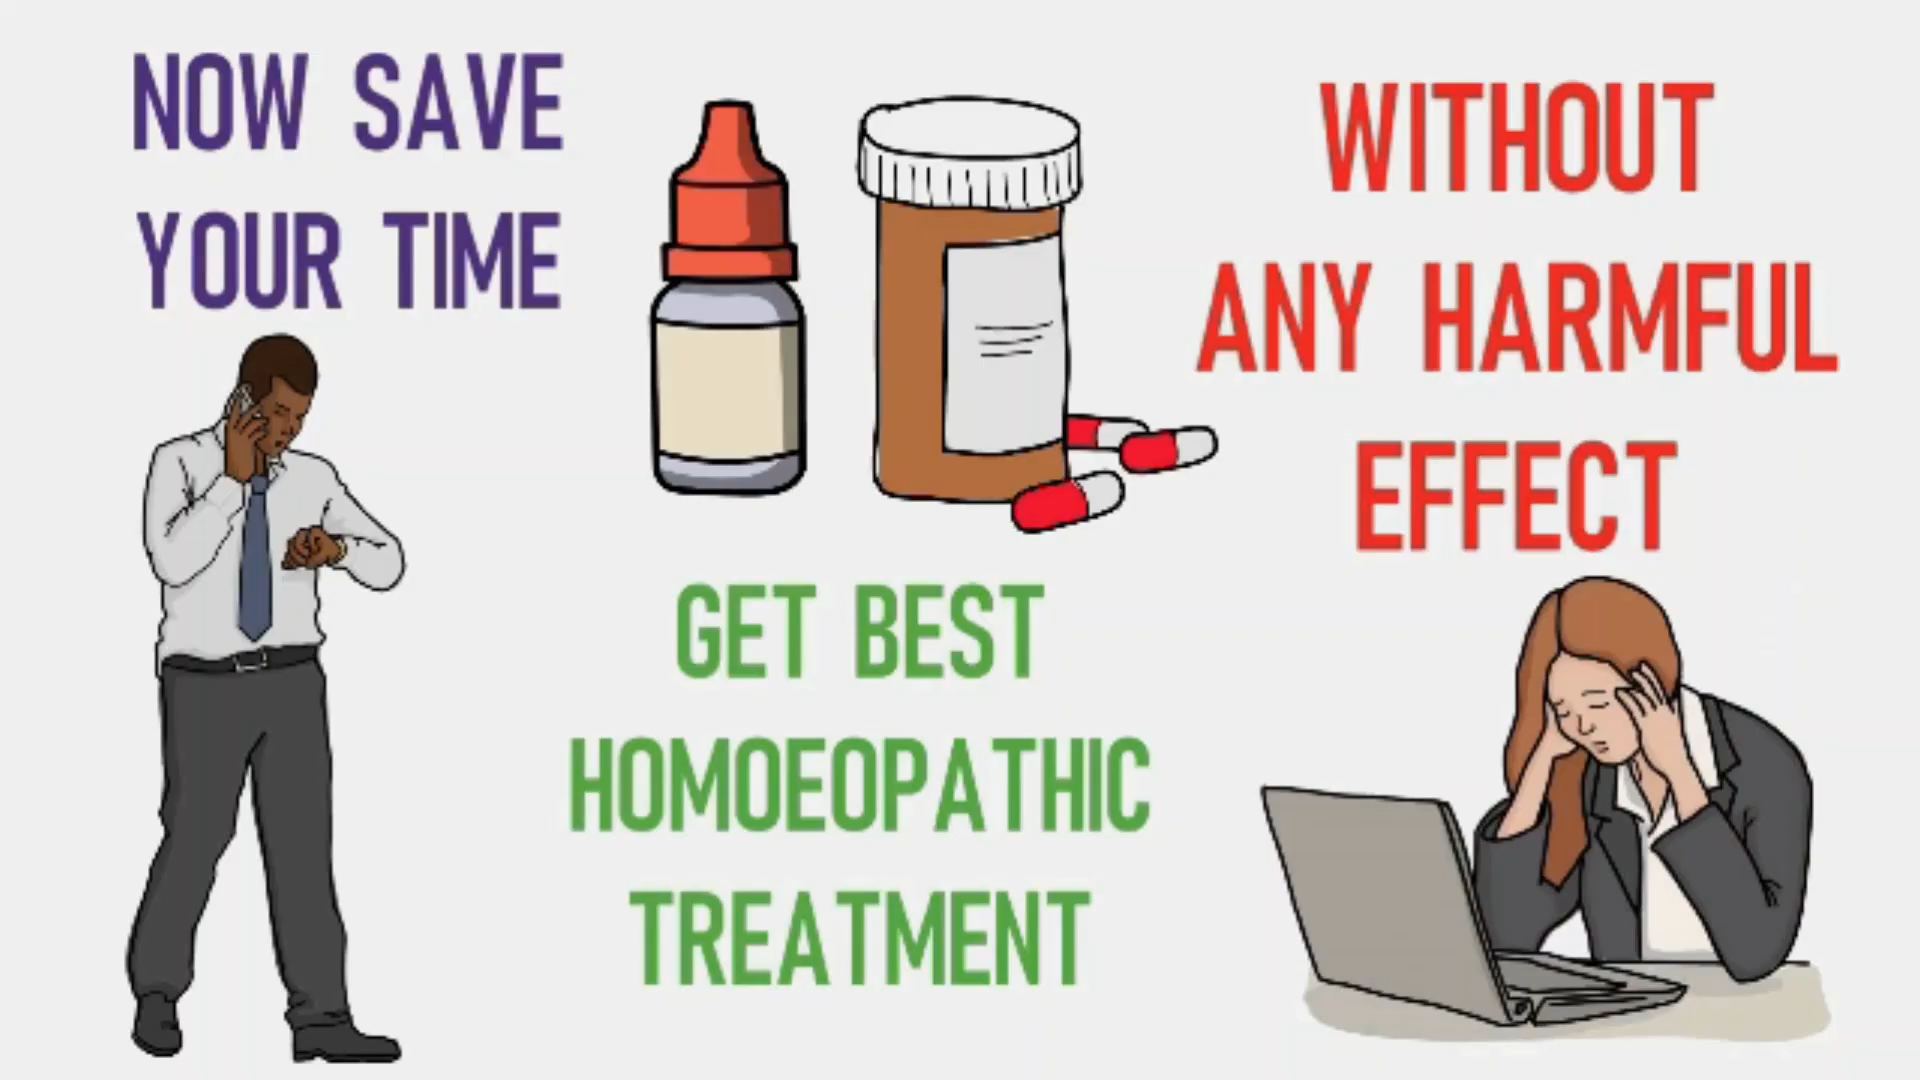 NOW SAVE
YOUR TIME
GET BEST
HOMOEOPATHIC
TREATMENT
WITHOUT
ANY HARMFUL
EFFECT